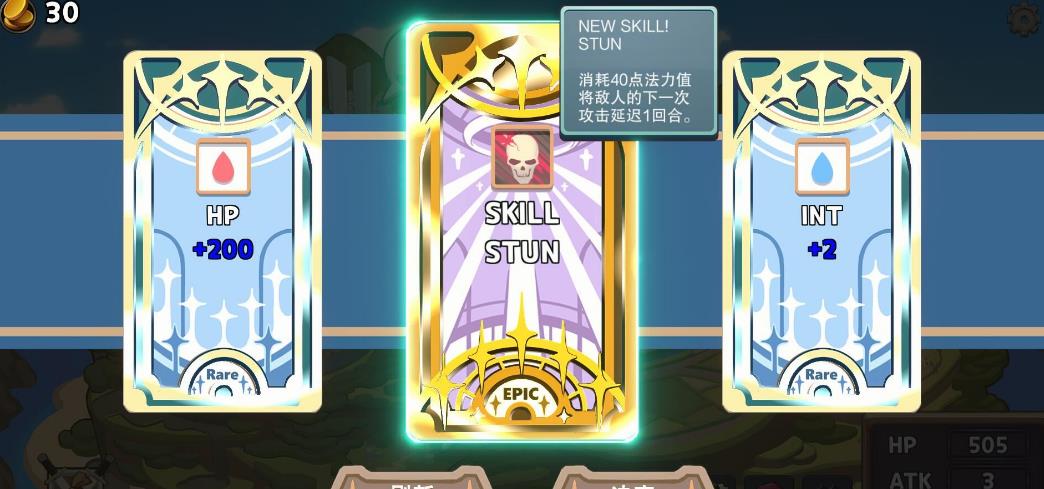 30
NEW SKILL!
STUN
消耗40点法力值
将敌人的下一次
攻击延迟1回合。
HP
+200
Rare
SKILL
STUN
EPIC
INT
+2
Rare
HP 505
ATK 3